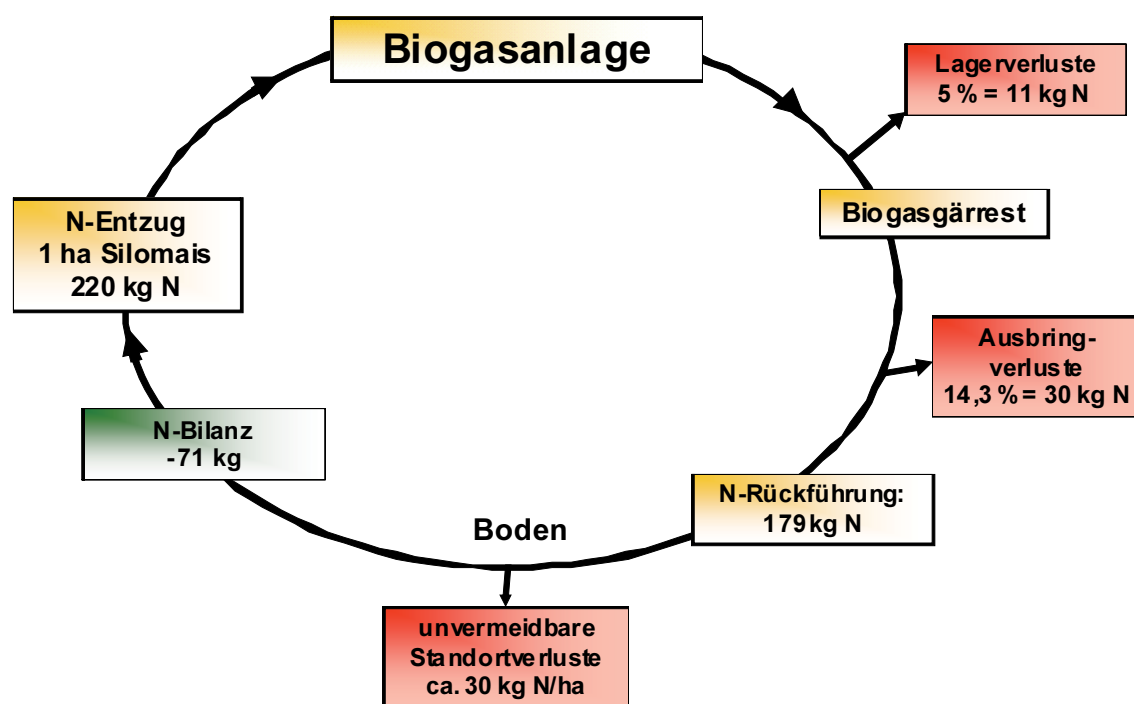 Biogasanlage
Lagerverluste
5 % = 11 kg N
N-Entzug
1 ha Silomais
220 kg N
Biogasgärrest
Ausbring-
verluste
14,3 % = 30 kg N
N-Bilanz
-71 kg
N-Rückführung:
179 kg N
Boden
unvermeidbare
Standortverluste
ca. 30 kg N/ha